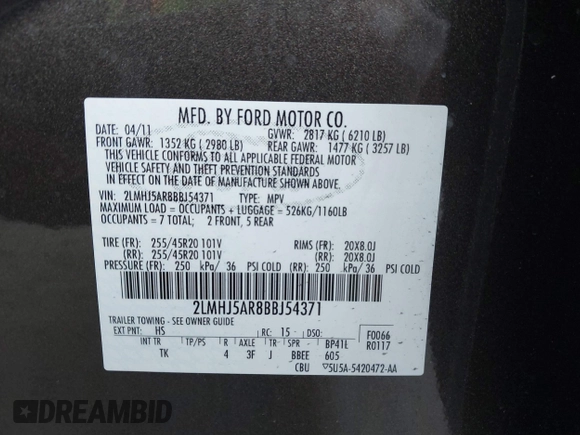 MFD. BY FORD MOTOR CO.
DATE: 04/11 GVWR: 2817 KG ( 6210 LB)
FRONT GAWR: 1352 KG ( 2980 LB) REAR GAWR: 1477 KG ( 3257 LB)
THIS VEHICLE CONFORMS TO ALL APPLICABLE FEDERAL MOTOR
VEHICLE SAFETY AND THEFT PREVENTION STANDARDS
IN EFFECT ON THE DATE OF MANUFACTURE SHOWN ABOVE.
VIN: 2LMHJ5AR8BBJ54371 TYPE: MPV
MAXIMUM LOAD = OCCUPANTS + LUGGAGE = 526KG/1160LB
OCCUPANTS = 7 TOTAL; 2 FRONT, 5 REAR
TIRE (FR): 255/45R20 101V RIMS (FR): 20X8.0J
(RR): 255/45R20 101V (RR): 20X8.0J
PRESSURE (FR): 250 kPa/ 36 PSI COLD (RR): 250 kPa/ 36 PSI COLD
2LMHJ5AR8BBJ54371
TRAILER TOWING - SEE OWNER GUIDE
EXT PNT: HS RC: 15 DSO: F0066
INT TR TP/PS R AXLE TR SPR BP41E R0117
TK 4 3F J BBEE 605
CBU 5U5A-5420472-AA
RIDSAFELY